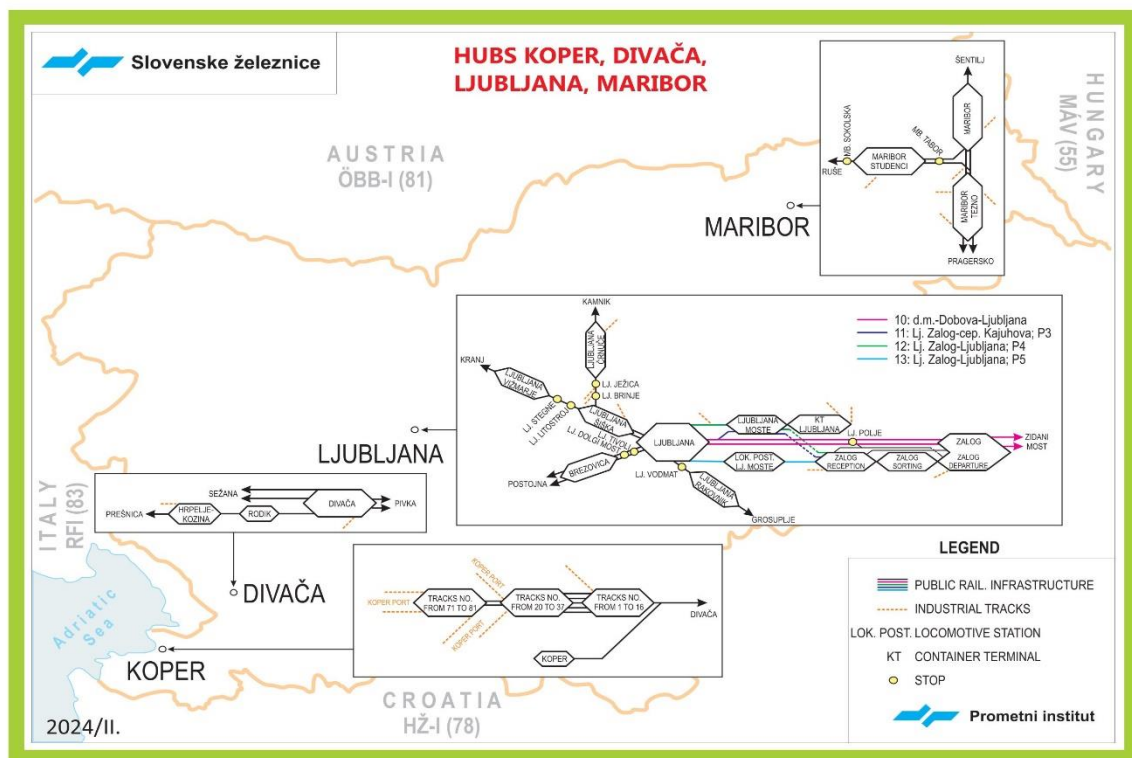 Slovenske železnice
HUBS KOPER, DIVAČA,
LJUBLJANA, MARIBOR
AUSTRIA
ÖBB-I (81)
HUNGARY
MÁV (55)
ŠENTILJ
MARIBOR
MB. SOKOLSKA
MB. TABOR
MARIBOR
STUDENCI
RUŠE
MARIBOR
TEZNO
PRAGERSKO
MARIBOR
KAMNIK
10: d.m.-Dobova-Ljubljana
11: Lj. Zalog-cep. Kajuhova; P3
12: Lj. Zalog-Ljubljana; P4
13: Lj. Zalog-Ljubljana; P5
LJUBLJANA
ČRNUČE
KRANJ
LJUBLJANA
VIŽMARJE
LJ. JEŽICA
LJ. BRINJE
LJ. STEGNE
LJ. LITOSTROJ
LJUBLJANA
ŠIŠKA
LJ. TIVOLI
LJ. DOLGI MOST
LJUBLJANA
LJUBLJANA
MOSTE
KT
LJUBLJANA
LJ. POLJE
ZALOG
ZIDANI
MOST
BREZOVICA
POSTOJNA
LJ. VODMAT
LOK. POST.
LJ. MOSTE
ZALOG
RECEPTION
ZALOG
SORTING
ZALOG
DEPARTURE
LJUBLJANA
RAKOVNIK
GROSUPLJE
LJUBLJANA
ITALY
RFI (83)
SEŽANA
DIVAČA
PIVKA
PREŠNICA
HRPELJE-
KOZINA
RODIK
DIVAČA
Adriatic
Sea
KOPER
KOPER PORT
KOPER PORT
KOPER PORT
TRACKS NO.
FROM 71 TO 81
TRACKS NO.
FROM 20 TO 37
TRACKS NO.
FROM 1 TO 16
DIVAČA
KOPER
CROATIA
HŽ-I (78)
LEGEND
PUBLIC RAIL. INFRASTRUCTURE
INDUSTRIAL TRACKS
LOK. POST. LOCOMOTIVE STATION
KT CONTAINER TERMINAL
STOP
Prometni institut
2024/II.